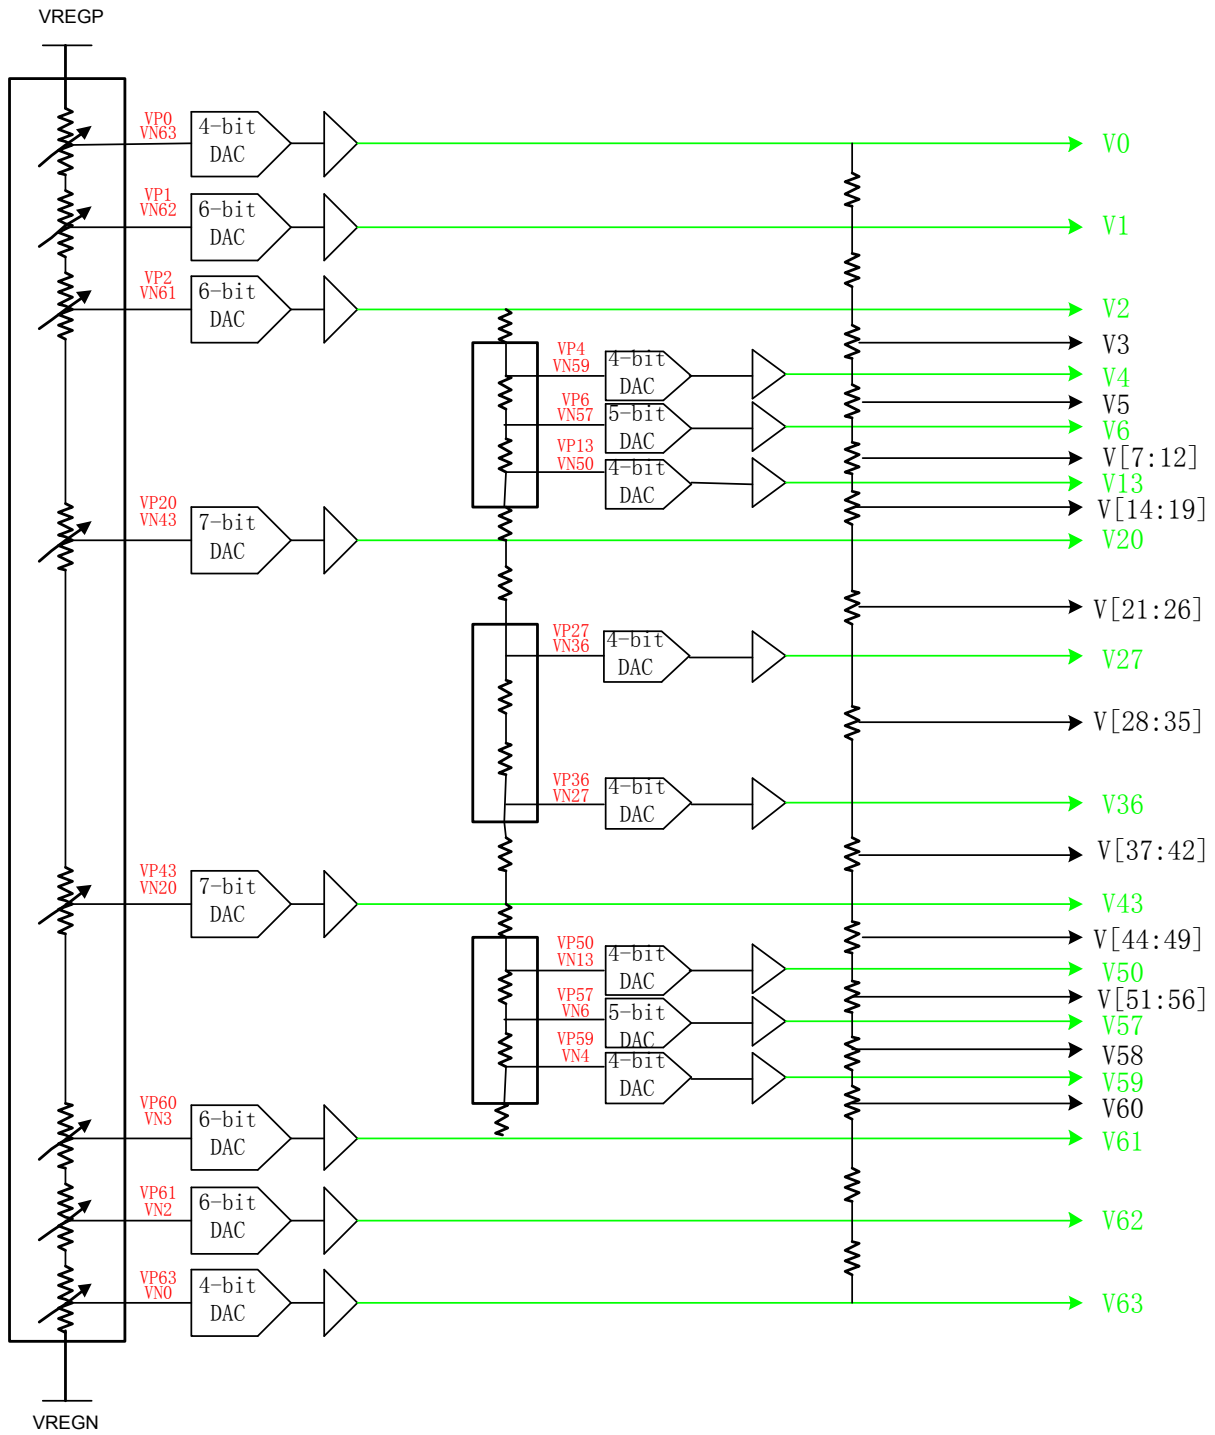 VREGP
VP0
VN63
4-bit
DAC
V0
VP1
VN62
6-bit
DAC
V1
VP2
VN61
6-bit
DAC
V2
V3
VP4
VN59
4-bit
DAC
V4
V5
VP6
VN57
5-bit
DAC
V6
V[7:12]
VP13
VN50
4-bit
DAC
V13
V[14:19]
VP20
VN43
7-bit
DAC
V20
V[21:26]
VP27
VN36
4-bit
DAC
V27
V[28:35]
VP36
VN27
4-bit
DAC
V36
V[37:42]
VP43
VN20
7-bit
DAC
V43
V[44:49]
VP50
VN13
4-bit
DAC
V50
V[51:56]
VP57
VN6
5-bit
DAC
V57
V58
VP59
VN4
4-bit
DAC
V59
V60
VP60
VN3
6-bit
DAC
V61
VP61
VN2
6-bit
DAC
V62
VP63
VN0
4-bit
DAC
V63
VREGN